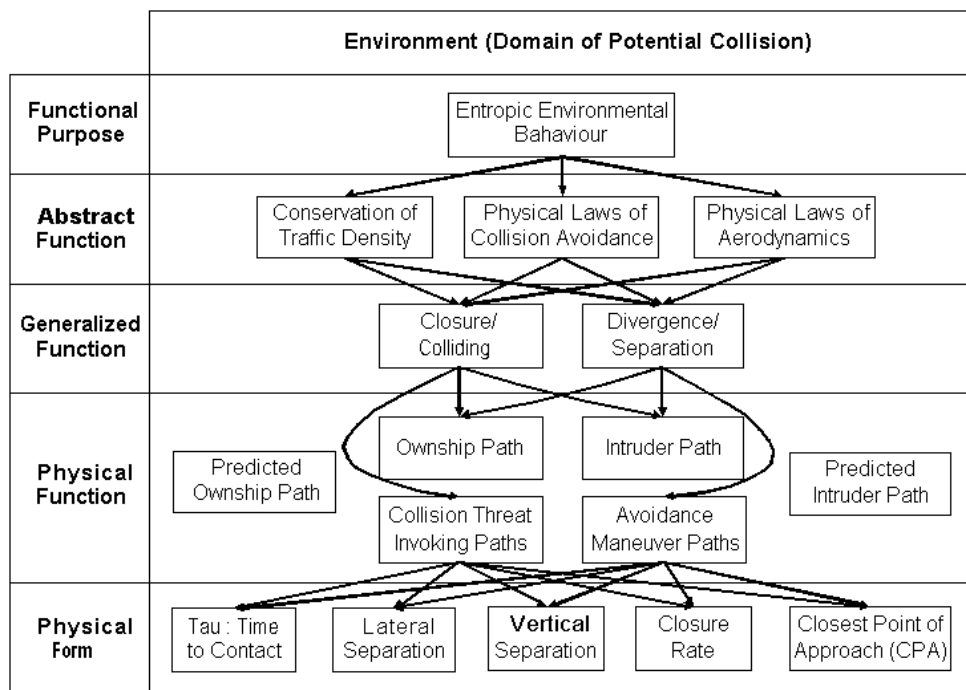 Environment (Domain of Potential Collision)
Functional
Purpose
Entropic Environmental
Bahaviour
Abstract
Function
Conservation of
Traffic Density
Physical Laws of
Collision Avoidance
Physical Laws of
Aerodynamics
Generalized
Function
Closure/
Colliding
Divergence/
Separation
Physical
Function
Ownship Path
Intruder Path
Predicted
Ownship Path
Predicted
Intruder Path
Collision Threat
Invoking Paths
Avoidance
Maneuver Paths
Physical
Form
Tau : Time
to Contact
Lateral
Separation
Vertical
Separation
Closure
Rate
Closest Point of
Approach (CPA)